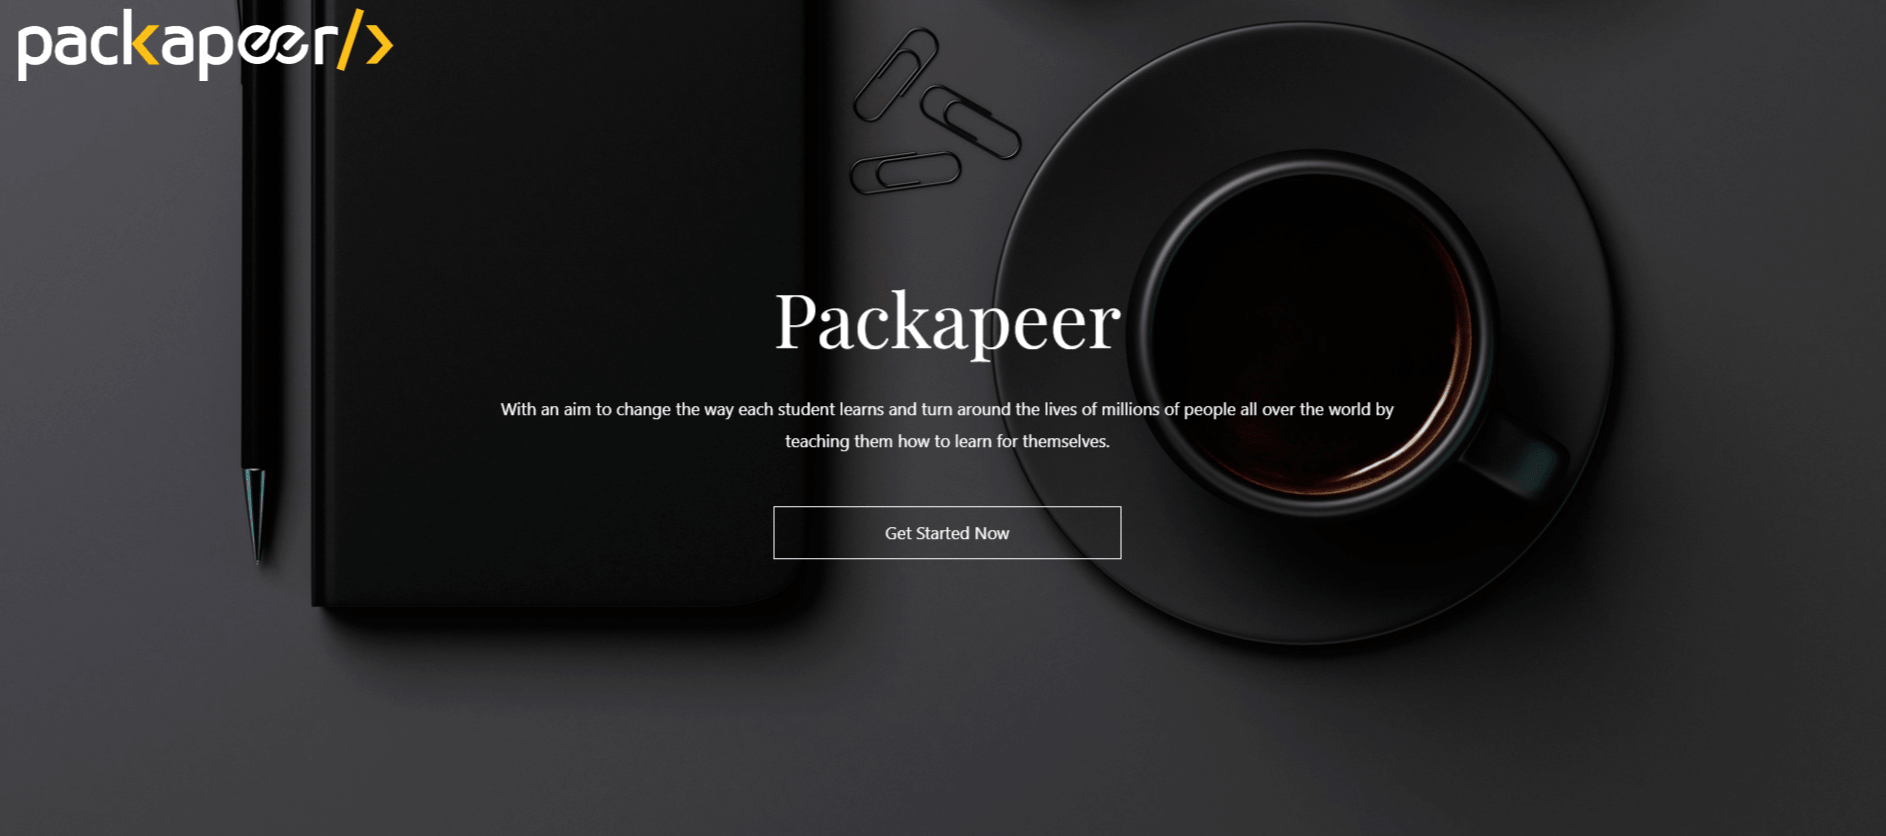 packapeer/>
Packapeer
With an aim to change the way each student learns and turn around the lives of millions of people all over the world by
teaching them how to learn for themselves.
Get Started Now